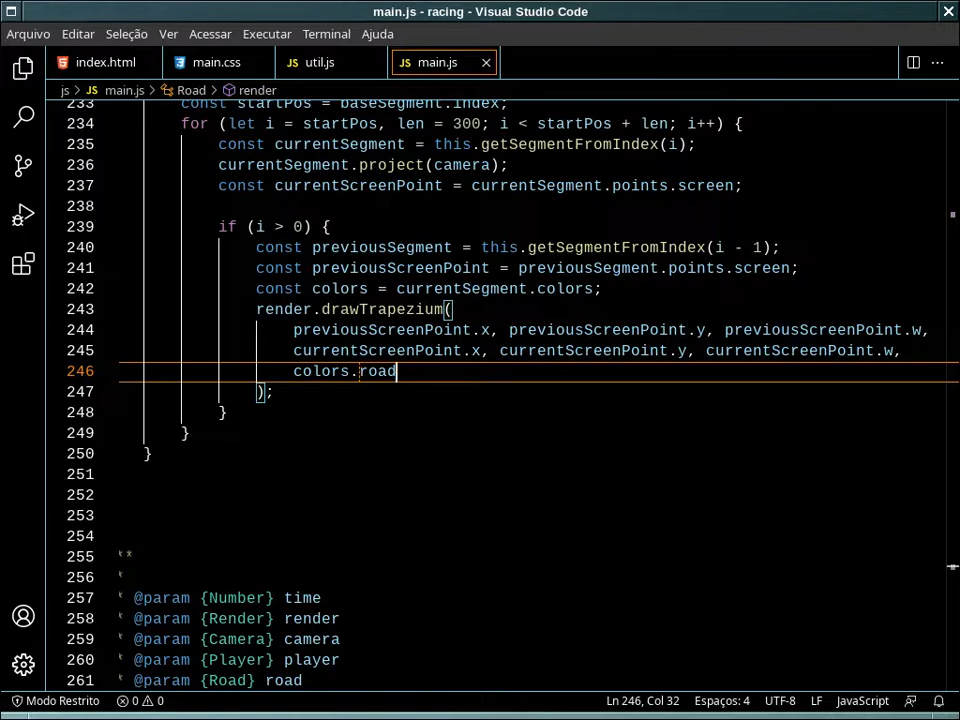 main.js - racing - Visual Studio Code
Arquivo Editar Seleção Ver Acessar Executar Terminal Ajuda
index.html main.css JS util.js JS main.js
js > JS main.js > Road > render
233 const startPos = baseSegment.index;
234 for (let i = startPos, len = 300; i < startPos + len; i++) {
235 const currentSegment = this.getSegmentFromIndex(i);
236 currentSegment.project(camera);
237 const currentScreenPoint = currentSegment.points.screen;
238
239 if (i > 0) {
240 const previousSegment = this.getSegmentFromIndex(i - 1);
241 const previousScreenPoint = previousSegment.points.screen;
242 const colors = currentSegment.colors;
243 render.drawTrapezium(
244 previousScreenPoint.x, previousScreenPoint.y, previousScreenPoint.w,
245 currentScreenPoint.x, currentScreenPoint.y, currentScreenPoint.w,
246 colors.road
247 );
248 }
249 }
250 }
251
252
253
254
255 **
256 *
257 * @param {Number} time
258 * @param {Render} render
259 * @param {Camera} camera
260 * @param {Player} player
261 * @param {Road} road
Modo Restrito 0 0 Ln 246, Col 32 Espaços: 4 UTF-8 LF JavaScript